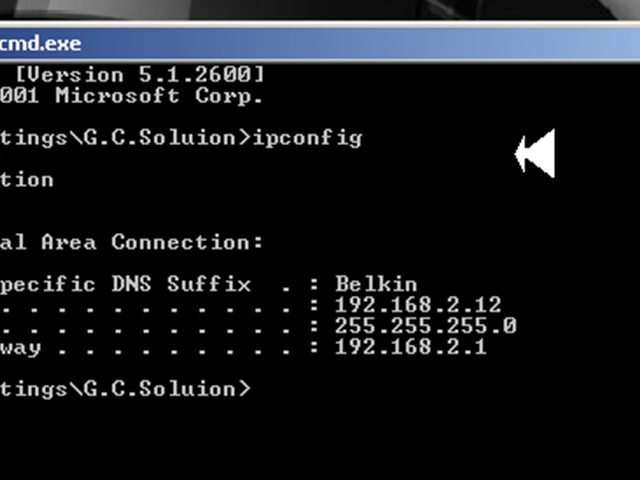 cmd.exe
[Version 5.1.2600]
001 Microsoft Corp.
tings\G.C.Soluion>ipconfig
tion
al Area Connection:
pecific DNS Suffix  . : Belkin
. . . . . . . . . . . . : 192.168.2.12
. . . . . . . . . . . . : 255.255.255.0
way . . . . . . . . . : 192.168.2.1
tings\G.C.Soluion>